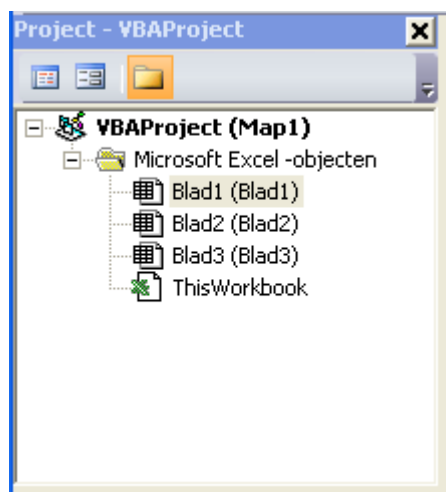 Project - VBAProject
VBAProject (Map1)
Microsoft Excel -objecten
Blad1 (Blad1)
Blad2 (Blad2)
Blad3 (Blad3)
ThisWorkbook